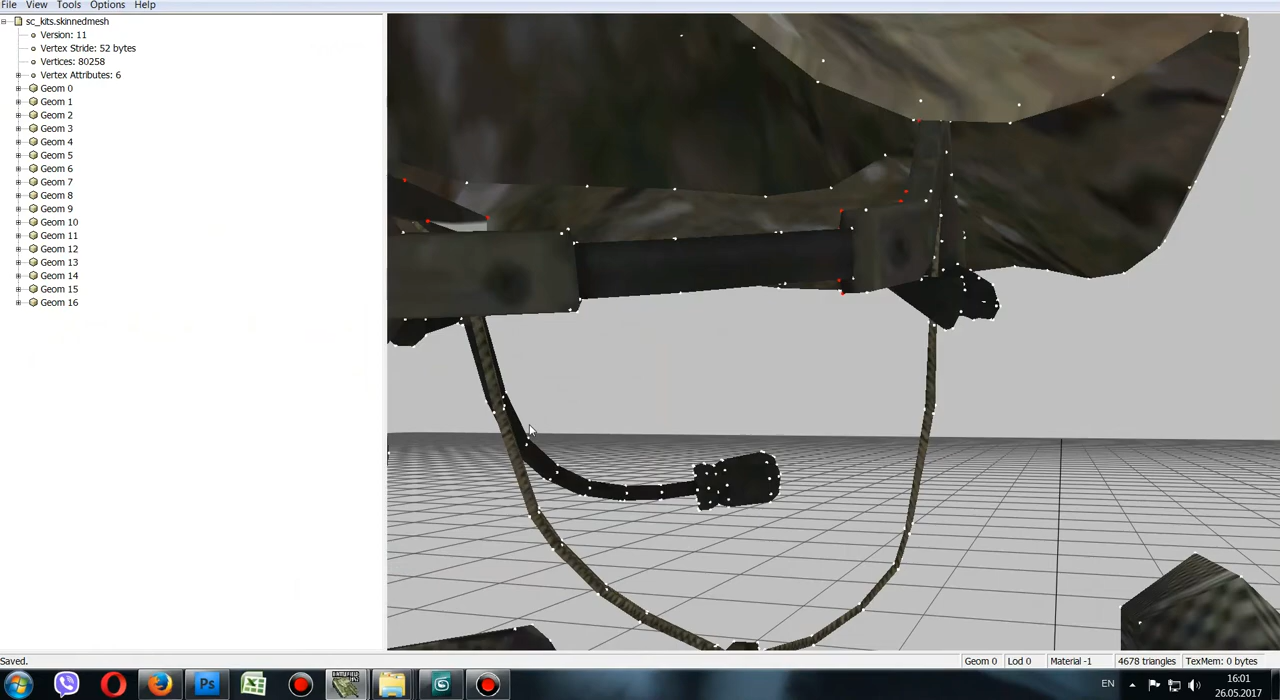 File View Tools Options Help
sc_kits.skinnedmesh
Version: 11
Vertex Stride: 52 bytes
Vertices: 80258
Vertex Attributes: 6
Geom 0
Geom 1
Geom 2
Geom 3
Geom 4
Geom 5
Geom 6
Geom 7
Geom 8
Geom 9
Geom 10
Geom 11
Geom 12
Geom 13
Geom 14
Geom 15
Geom 16
Saved. Geom 0 Lod 0 Material -1 4678 triangles TexMem: 0 bytes
Ps EN 16:01
26.05.2017